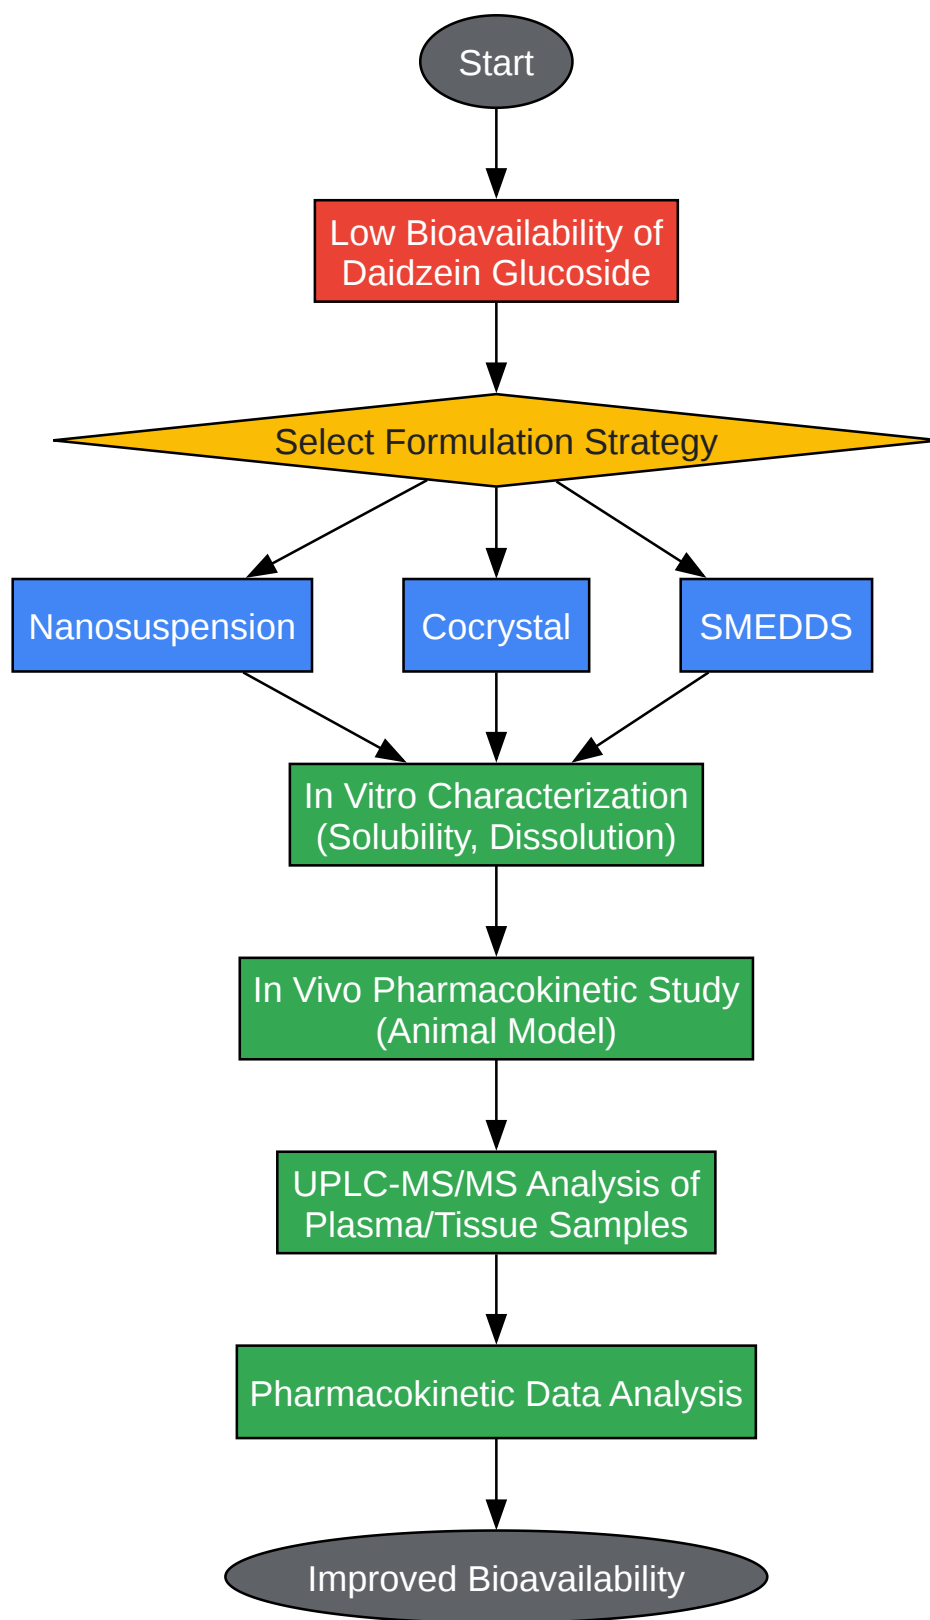 Start
Low Bioavailability of
Daidzein Glucoside
Select Formulation Strategy
Nanosuspension
Cocrystal
SMEDDS
In Vitro Characterization
(Solubility, Dissolution)
In Vivo Pharmacokinetic Study
(Animal Model)
UPLC-MS/MS Analysis of
Plasma/Tissue Samples
Pharmacokinetic Data Analysis
Improved Bioavailability